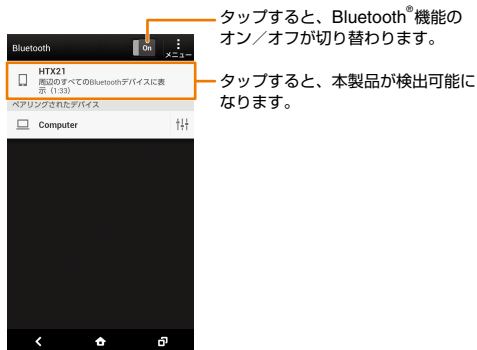 タップすると、Bluetooth®機能の
オン／オフが切り替わります。
Bluetooth
On
メニュー
HTX21
周辺のすべてのBluetoothデバイスに表
示（1:33）
タップすると、本製品が検出可能に
なります。
ペアリングされたデバイス
Computer